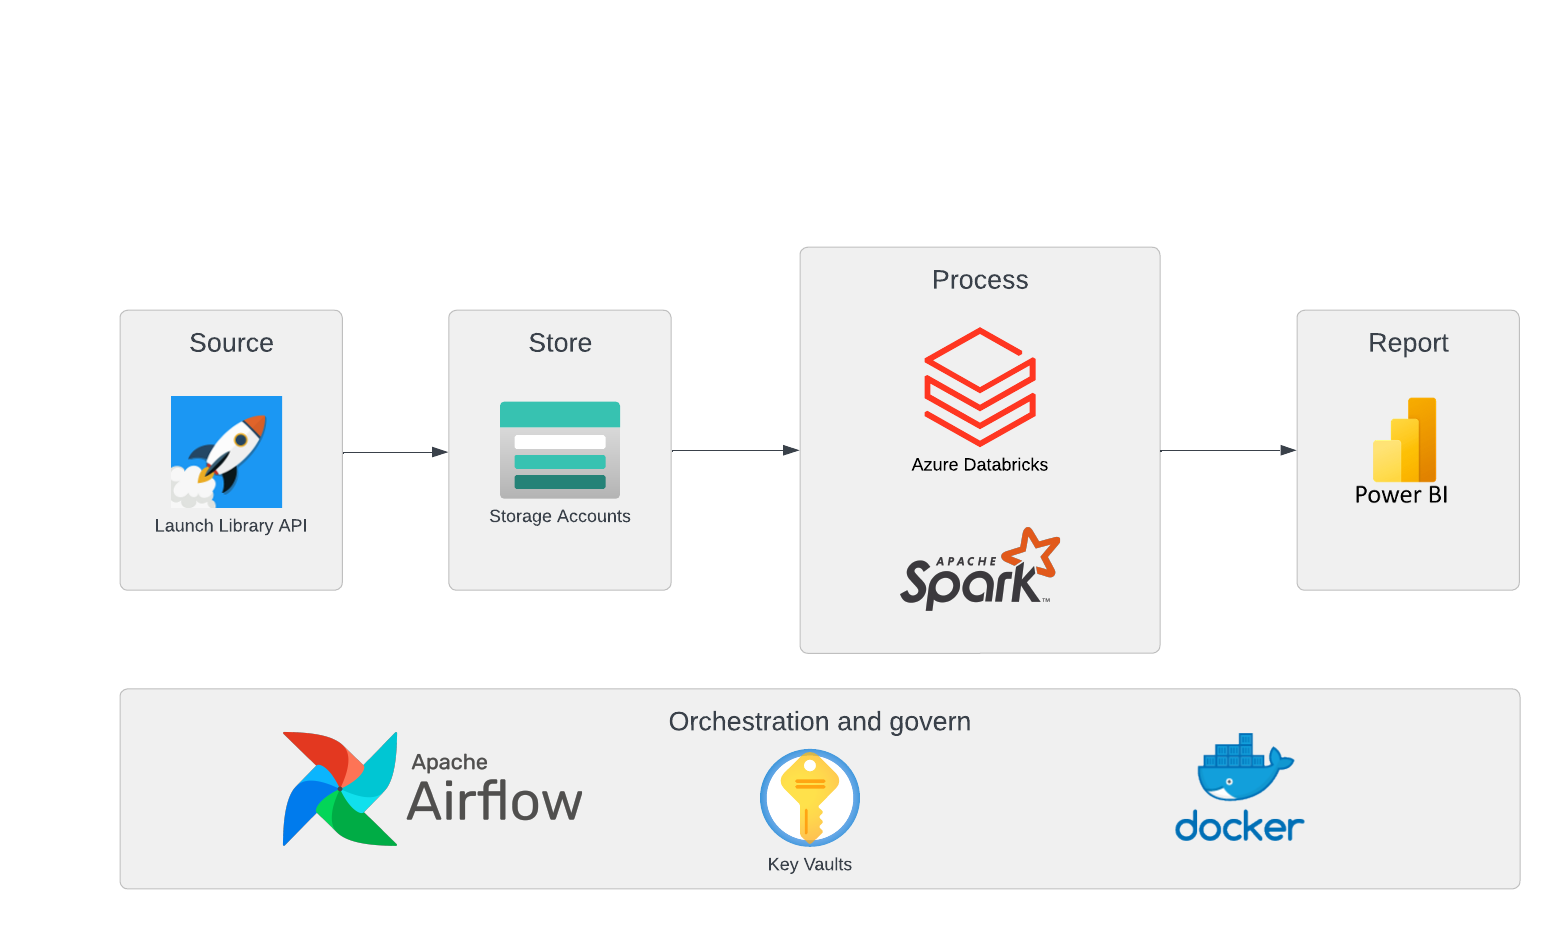 Process
Source
Store
Report
Azure Databricks
Power BI
Launch Library API
Storage Accounts
APACHE
Spark™
Orchestration and govern
Apache
Airflow
docker
Key Vaults